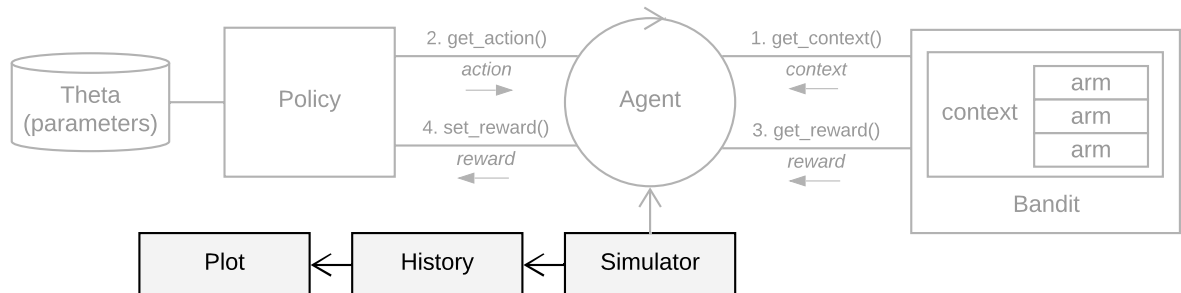 2. get_action()
1. get_context()
action
context
Theta
(parameters)
Policy
Agent
context
arm
arm
arm
4. set_reward()
3. get_reward()
reward
reward
Bandit
Plot
History
Simulator